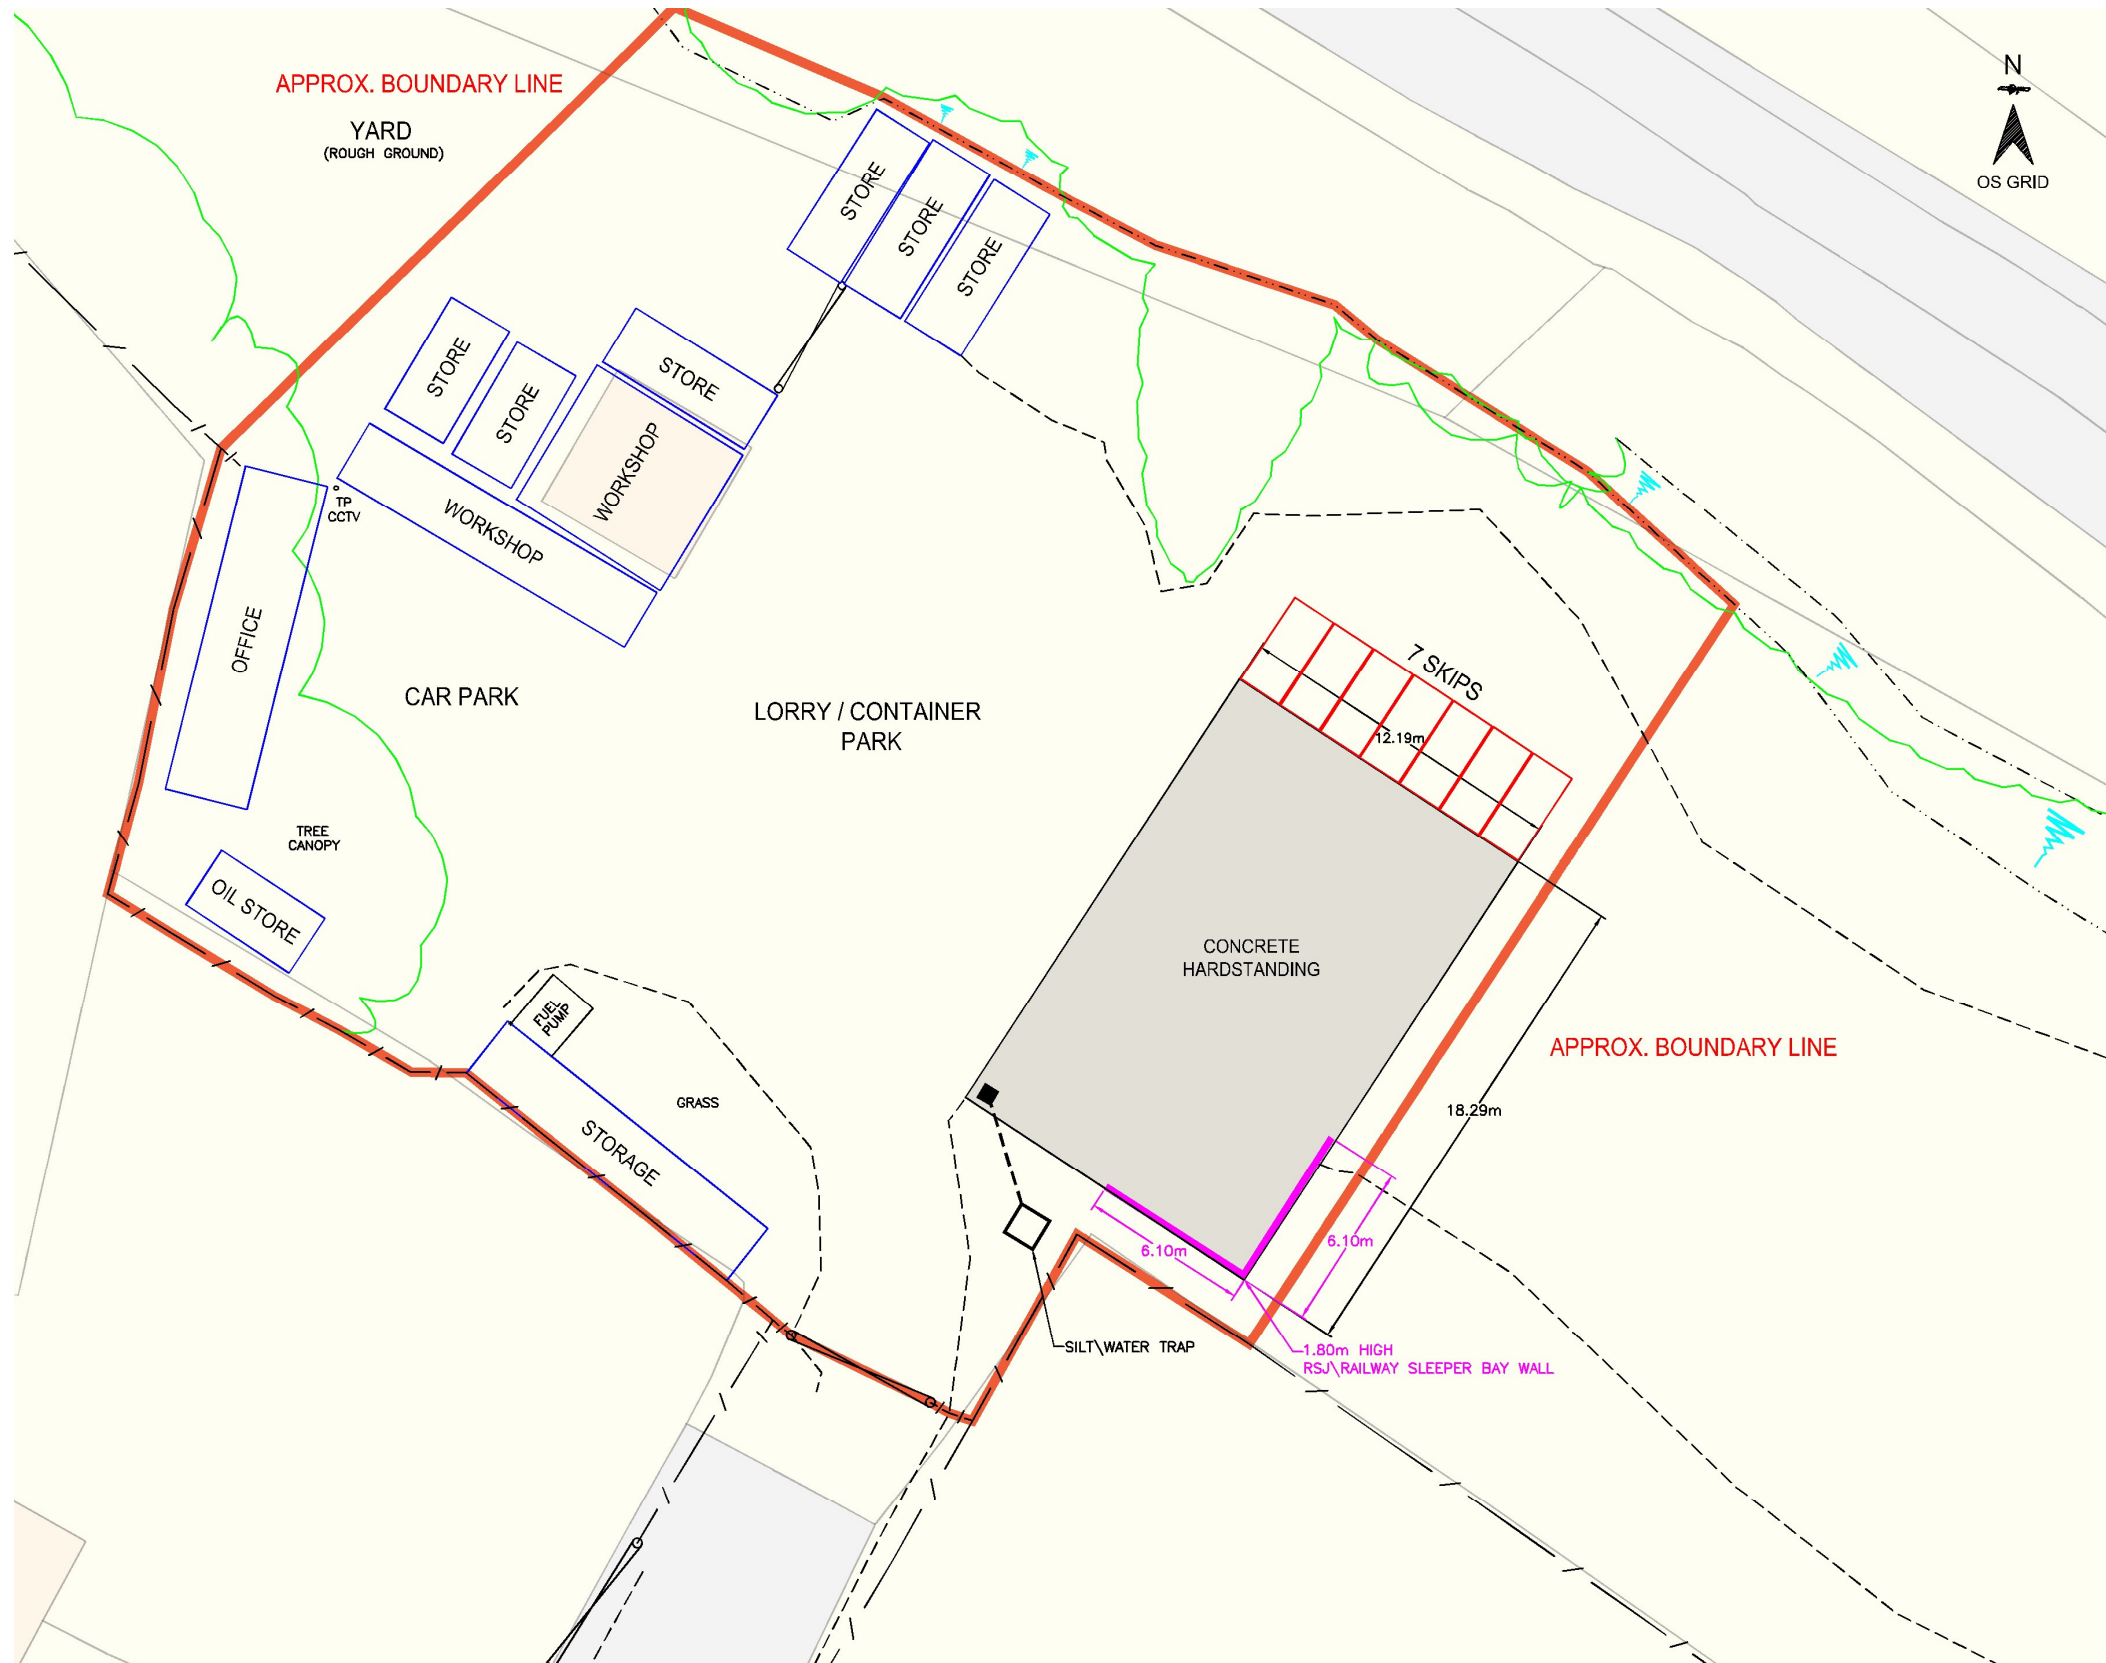 APPROX. BOUNDARY LINE
YARD
(ROUGH GROUND)
N
OS GRID
STORE
STORE
STORE
STORE
STORE
STORE
WORKSHOP
WORKSHOP
TP
CCTV
OFFICE
CAR PARK
LORRY / CONTAINER
PARK
7 SKIPS
12.19m
TREE
CANOPY
OIL STORE
CONCRETE
HARDSTANDING
FUEL
PUMP
GRASS
STORAGE
APPROX. BOUNDARY LINE
18.29m
6.10m
6.10m
SILT\WATER TRAP
1.80m HIGH
RSJ\RAILWAY SLEEPER BAY WALL